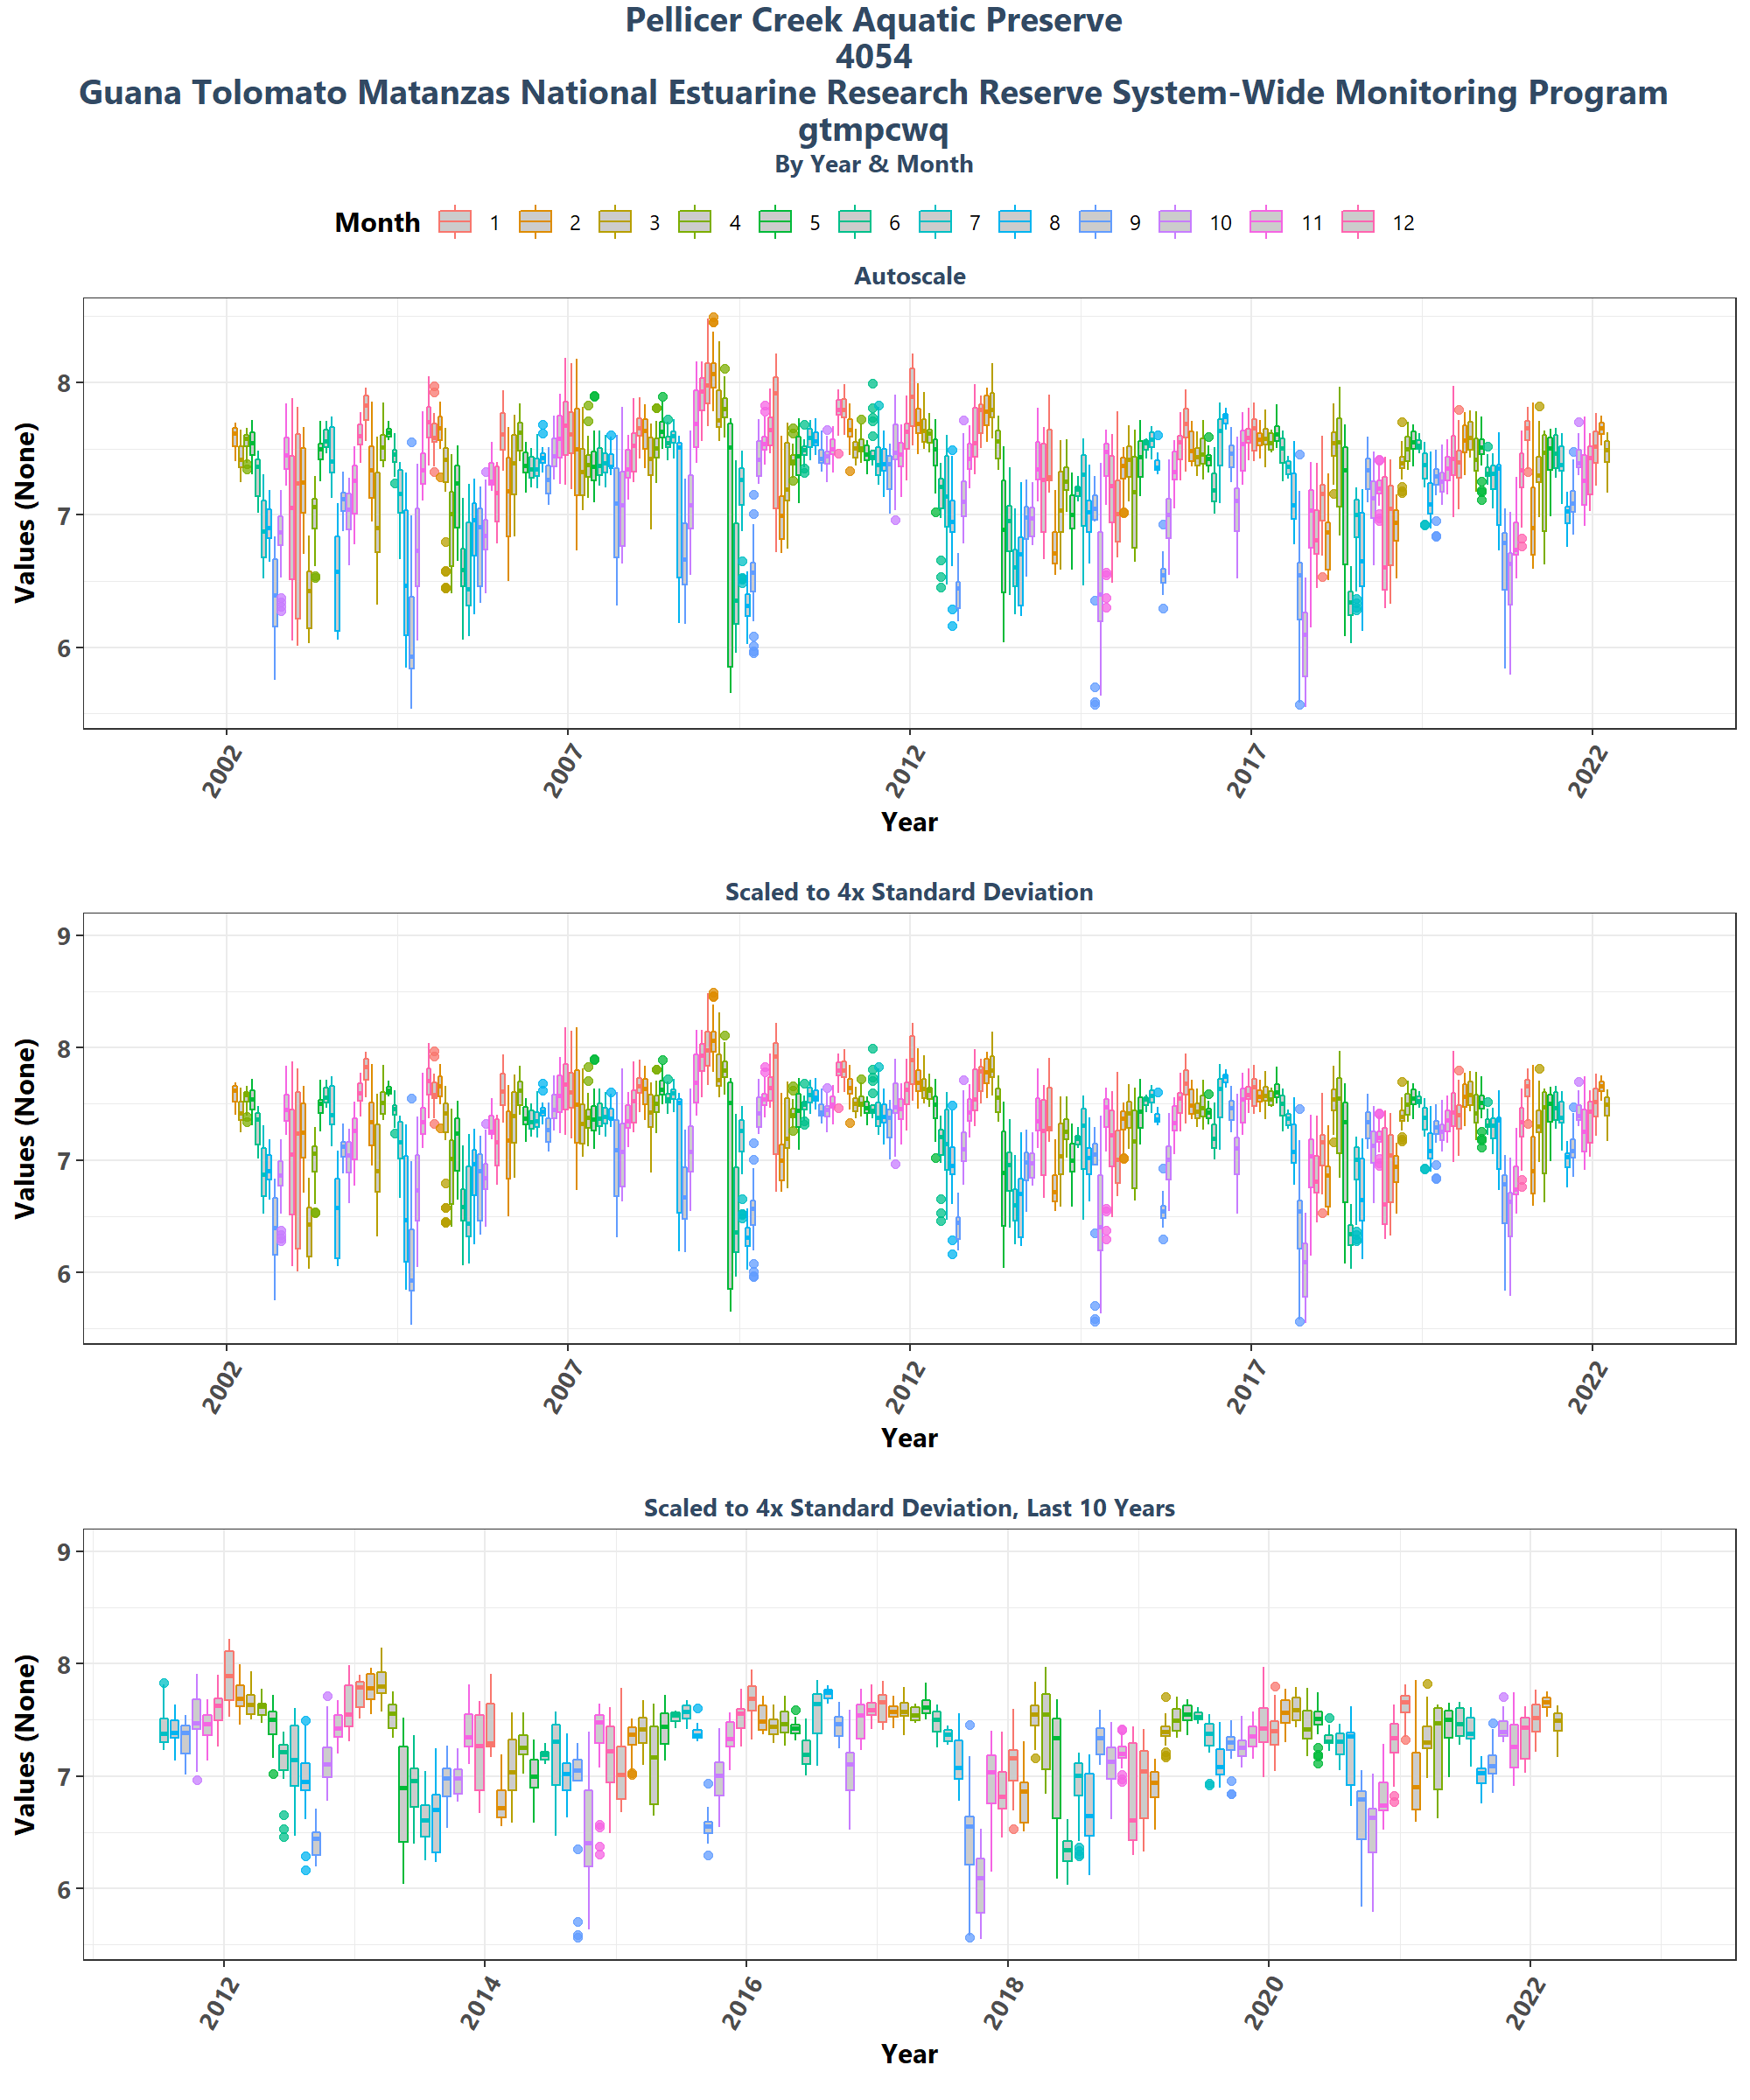 Pellicer Creek Aquatic Preserve
4054
Guana Tolomato Matanzas National Estuarine Research Reserve System-Wide Monitoring Program
gtmpcwq
By Year & Month
Month 1 2 3 4 5 6 7 8 9 10 11 12
Autoscale
Values (None)
8
7
6
2002 2007 2012 2017 2022
Year
Scaled to 4x Standard Deviation
Values (None)
9
8
7
6
2002 2007 2012 2017 2022
Year
Scaled to 4x Standard Deviation, Last 10 Years
Values (None)
9
8
7
6
2012 2014 2016 2018 2020 2022
Year